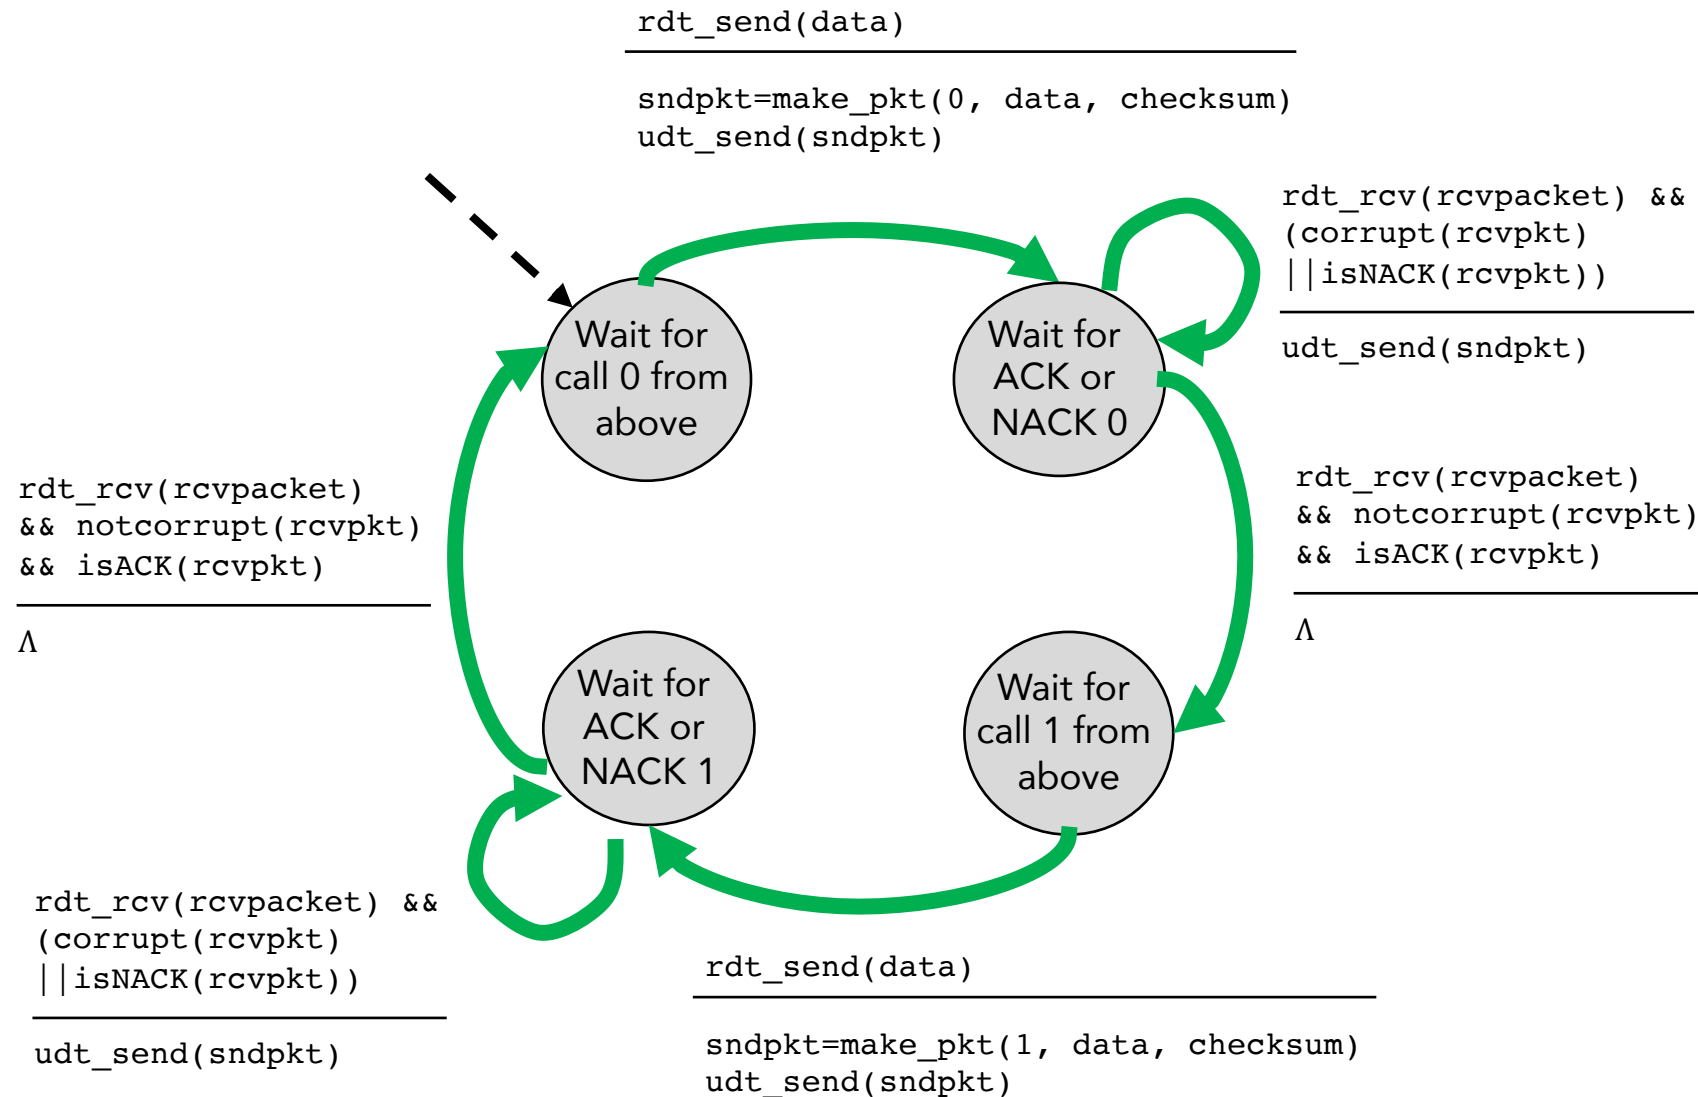 rdt_send(data)
sndpkt=make_pkt(0, data, checksum)
udt_send(sndpkt)
rdt_rcv(rcvpacket) &&
(corrupt(rcvpkt)
||isNACK(rcvpkt))
udt_send(sndpkt)
Wait for
call 0 from
above
Wait for
ACK or
NACK 0
rdt_rcv(rcvpacket)
&& notcorrupt(rcvpkt)
&& isACK(rcvpkt)
Λ
rdt_rcv(rcvpacket)
&& notcorrupt(rcvpkt)
&& isACK(rcvpkt)
Λ
Wait for
ACK or
NACK 1
Wait for
call 1 from
above
rdt_rcv(rcvpacket) &&
(corrupt(rcvpkt)
||isNACK(rcvpkt))
udt_send(sndpkt)
rdt_send(data)
sndpkt=make_pkt(1, data, checksum)
udt_send(sndpkt)